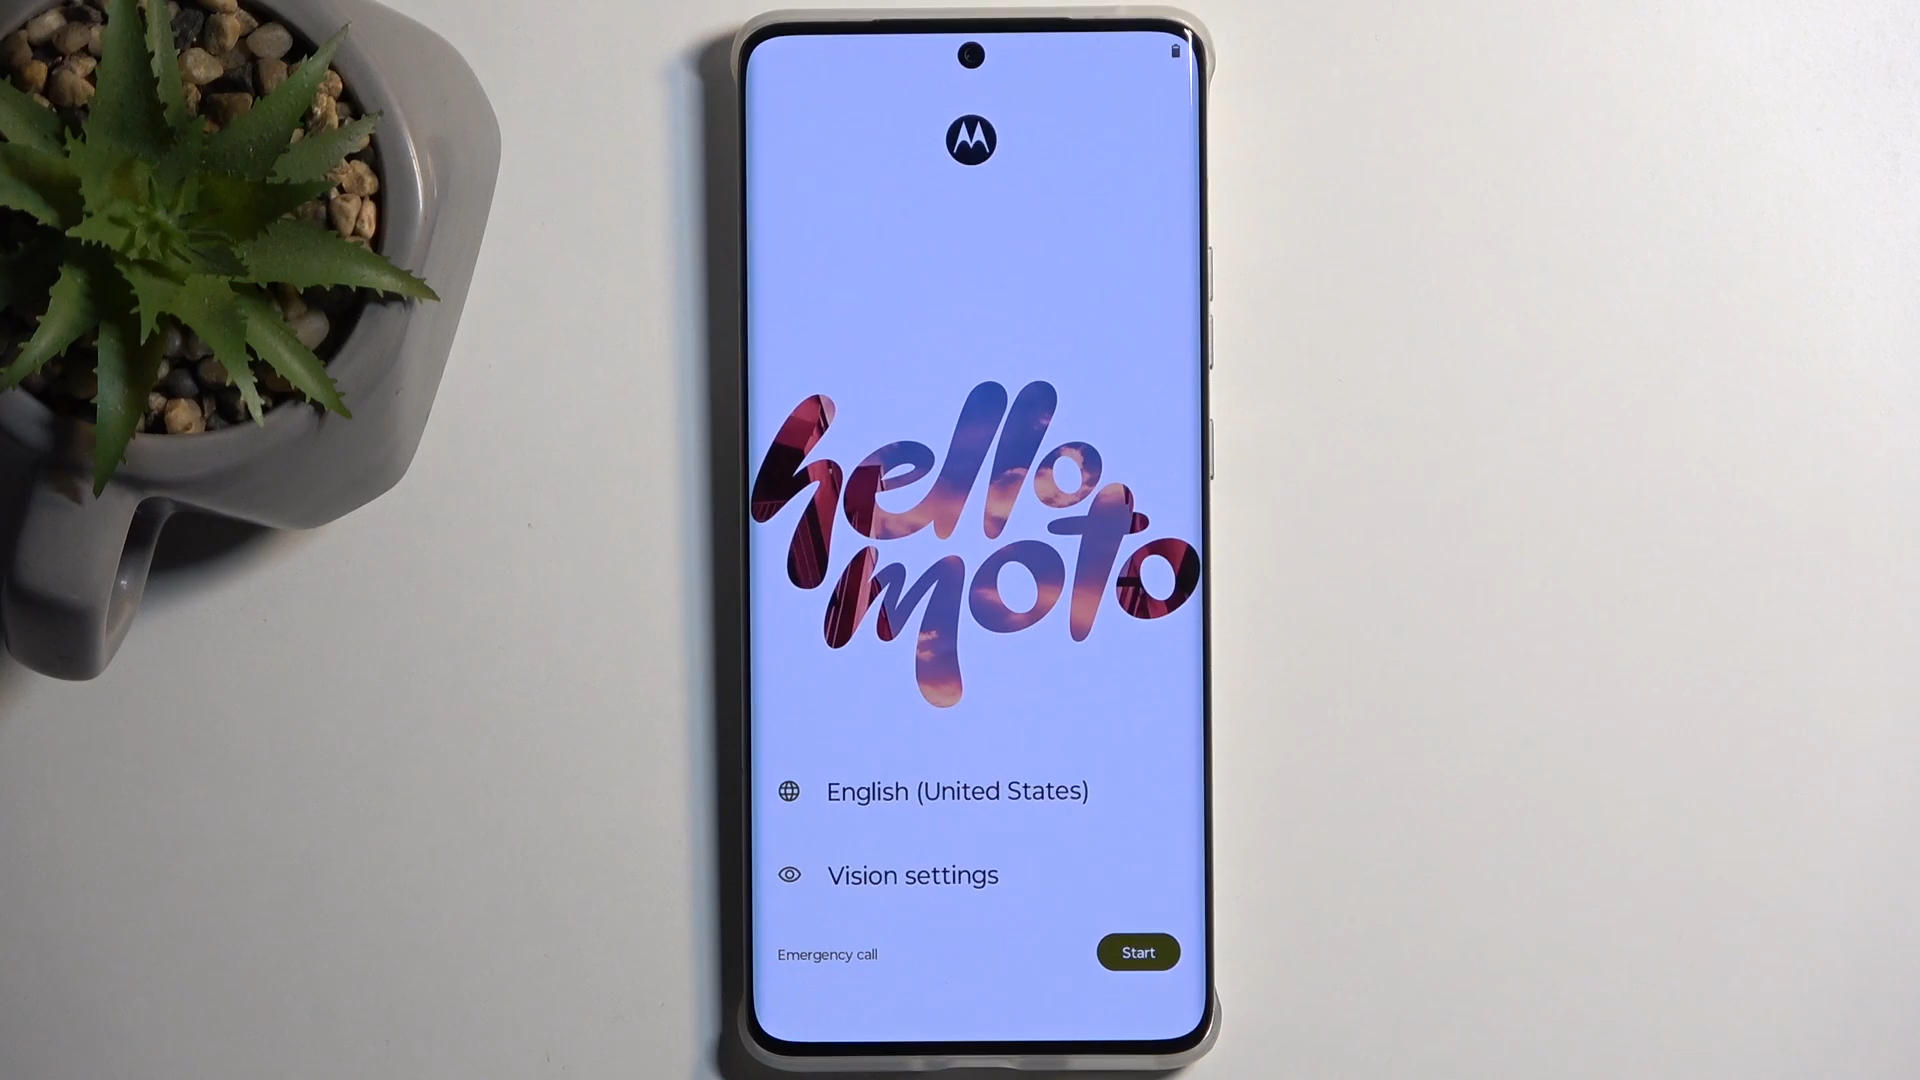 hello
moto
English (United States)
Vision settings
Emergency call
Start